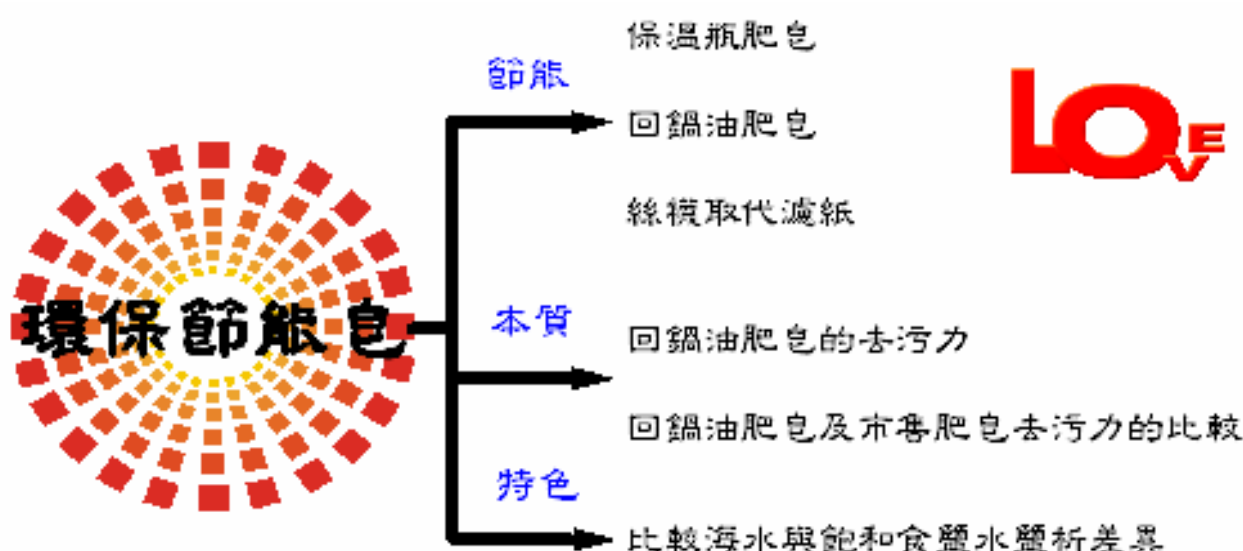 保溫瓶肥皂
節能
回鍋油肥皂
LOVE
絲襪取代濾紙
環保節能皂
本質
回鍋油肥皂的去污力
回鍋油肥皂及市售肥皂去污力的比較
特色
比較海水與飽和食鹽水鹽析差異